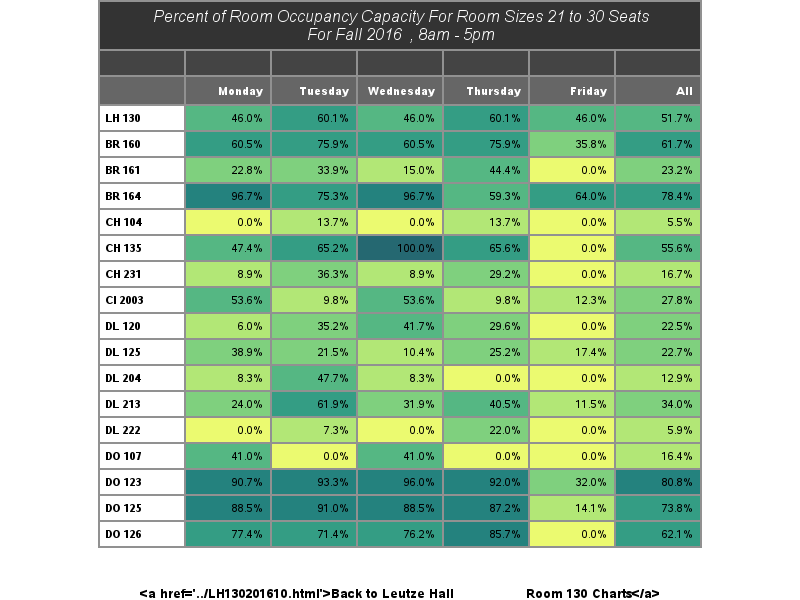 Percent of Room Occupancy Capacity For Room Sizes 21 to 30 Seats
For Fall 2016 , 8am - 5pm
Monday Tuesday Wednesday Thursday Friday All
LH 130 46.0% 60.1% 46.0% 60.1% 46.0% 51.7%
BR 160 60.5% 75.9% 60.5% 75.9% 35.8% 61.7%
BR 161 22.8% 33.9% 15.0% 44.4% 0.0% 23.2%
BR 164 96.7% 75.3% 96.7% 59.3% 64.0% 78.4%
CH 104 0.0% 13.7% 0.0% 13.7% 0.0% 5.5%
CH 135 47.4% 65.2% 100.0% 65.6% 0.0% 55.6%
CH 231 8.9% 36.3% 8.9% 29.2% 0.0% 16.7%
CI 2003 53.6% 9.8% 53.6% 9.8% 12.3% 27.8%
DL 120 6.0% 35.2% 41.7% 29.6% 0.0% 22.5%
DL 125 38.9% 21.5% 10.4% 25.2% 17.4% 22.7%
DL 204 8.3% 47.7% 8.3% 0.0% 0.0% 12.9%
DL 213 24.0% 61.9% 31.9% 40.5% 11.5% 34.0%
DL 222 0.0% 7.3% 0.0% 22.0% 0.0% 5.9%
DO 107 41.0% 0.0% 41.0% 0.0% 0.0% 16.4%
DO 123 90.7% 93.3% 96.0% 92.0% 32.0% 80.8%
DO 125 88.5% 91.0% 88.5% 87.2% 14.1% 73.8%
DO 126 77.4% 71.4% 76.2% 85.7% 0.0% 62.1%
<a href='../LH130201610.html'>Back to Leutze Hall Room 130 Charts</a>